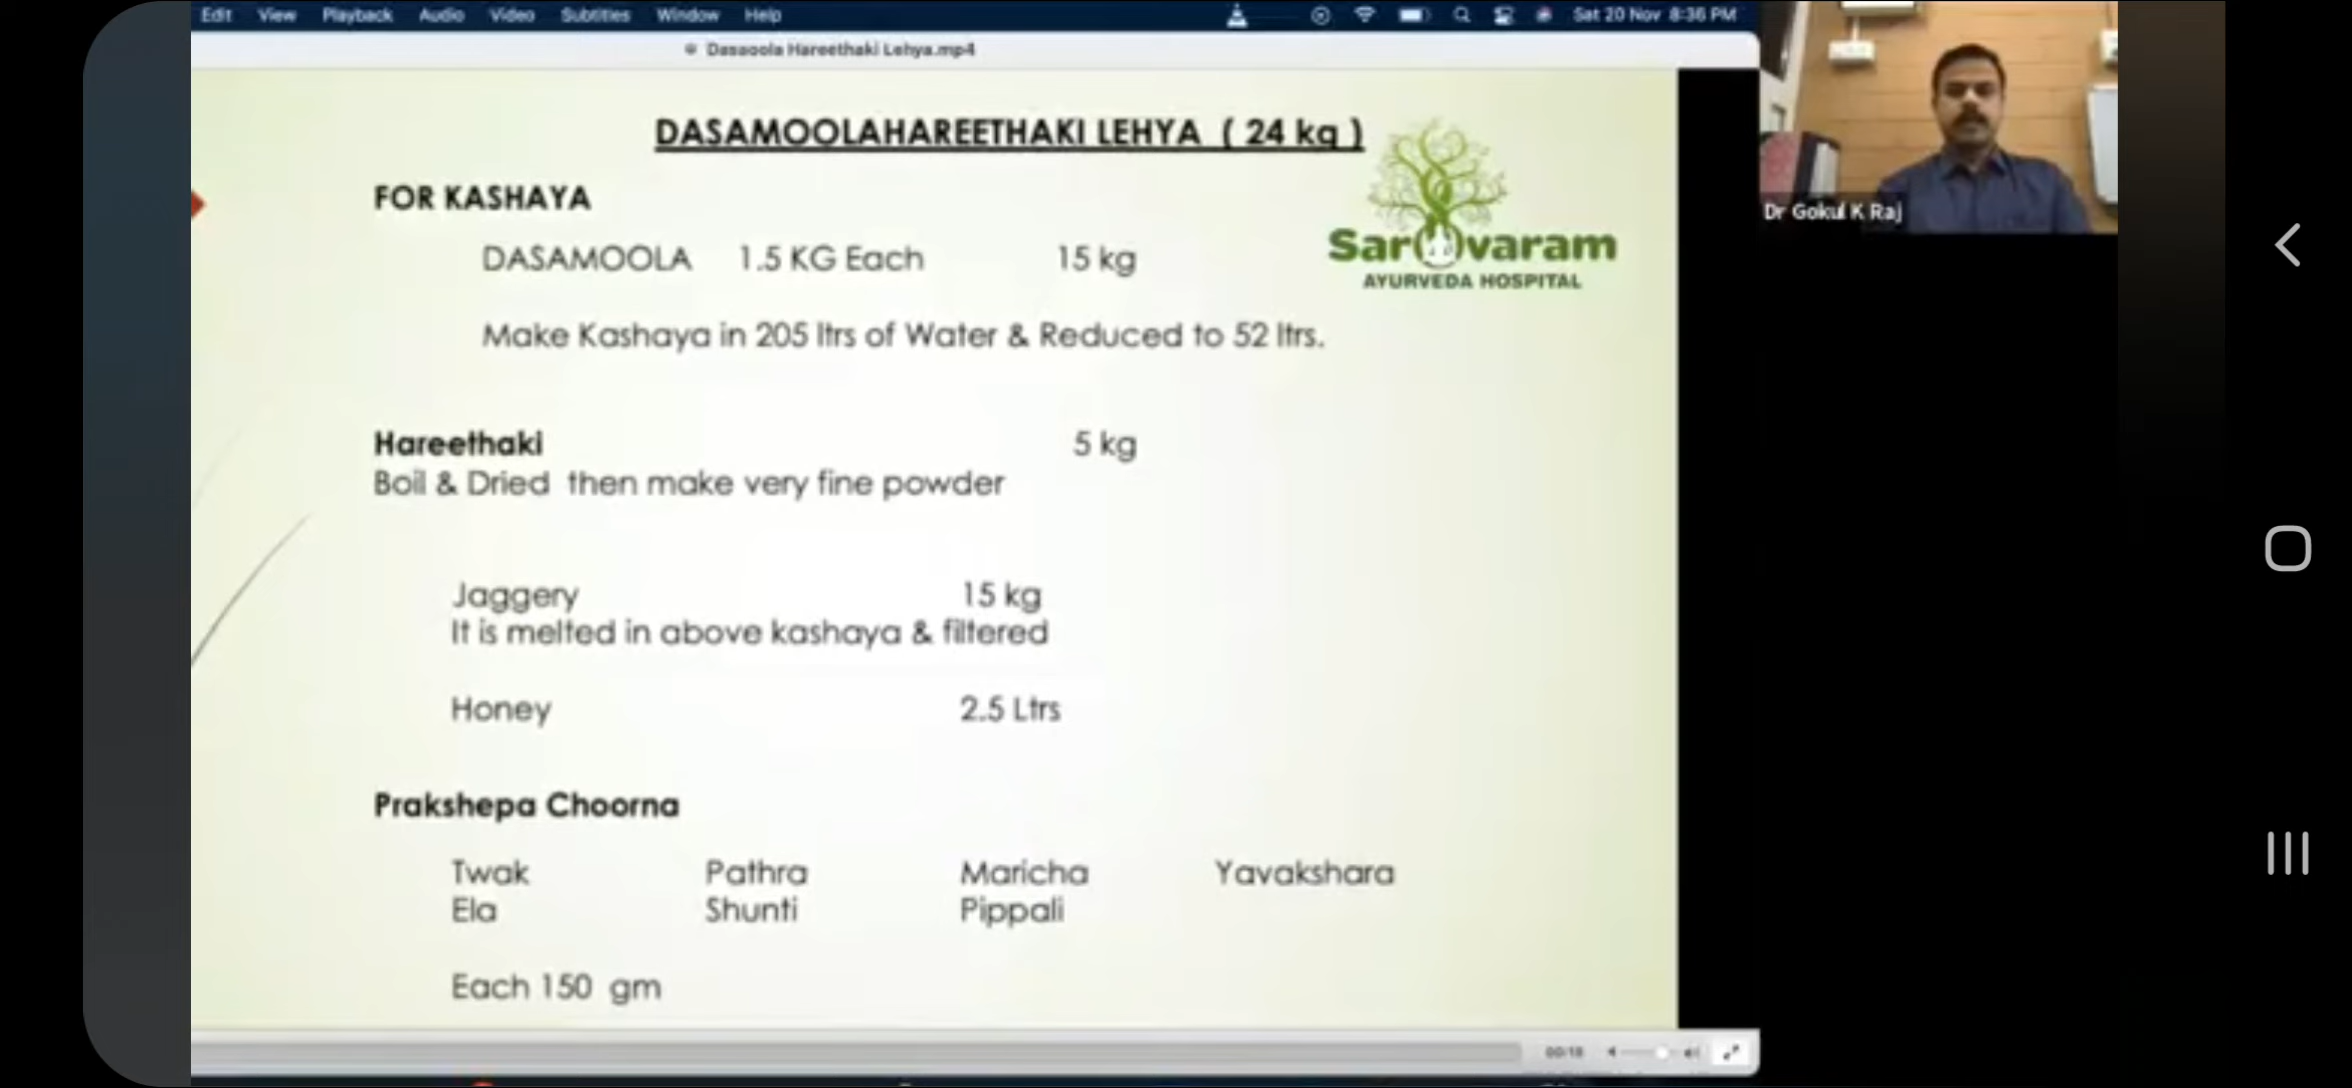 Edit View Playback Audio Video Subtitles Window Help Sat 20 Nov 8:36 PM
Dasaoola Hareethaki Lehya.mp4
DASAMOOLAHAREETHAKI LEHYA ( 24 kg )
FOR KASHAYA
DASAMOOLA 1.5 KG Each 15 kg
Sarovaram
AYURVEDA HOSPITAL
Dr Gokul K Raj
Make Kashaya in 205 ltrs of Water & Reduced to 52 ltrs.
Hareethaki 5 kg
Boil & Dried then make very fine powder
Jaggery 15 kg
It is melted in above kashaya & filtered
Honey 2.5 Ltrs
Prakshepa Choorna
Twak Pathra Maricha Yavakshara
Ela Shunti Pippali
Each 150 gm